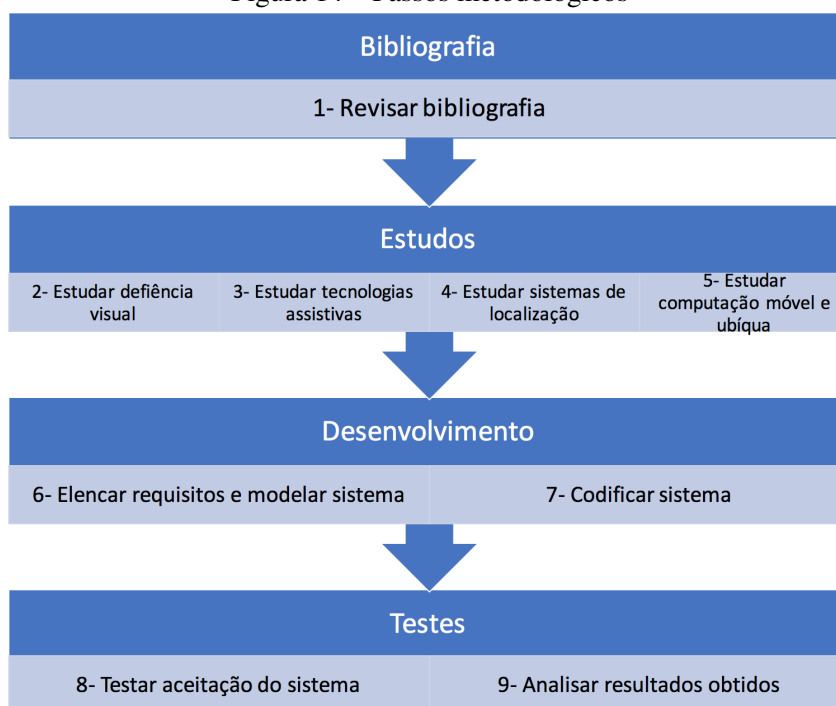 Bibliografia
1- Revisar bibliografia
Estudos
2- Estudar defiência
visual
3- Estudar tecnologias
assistivas
4- Estudar sistemas de
localização
5- Estudar
computação móvel e
ubíqua
Desenvolvimento
6- Elencar requisitos e modelar sistema
7- Codificar sistema
Testes
8- Testar aceitação do sistema
9- Analisar resultados obtidos